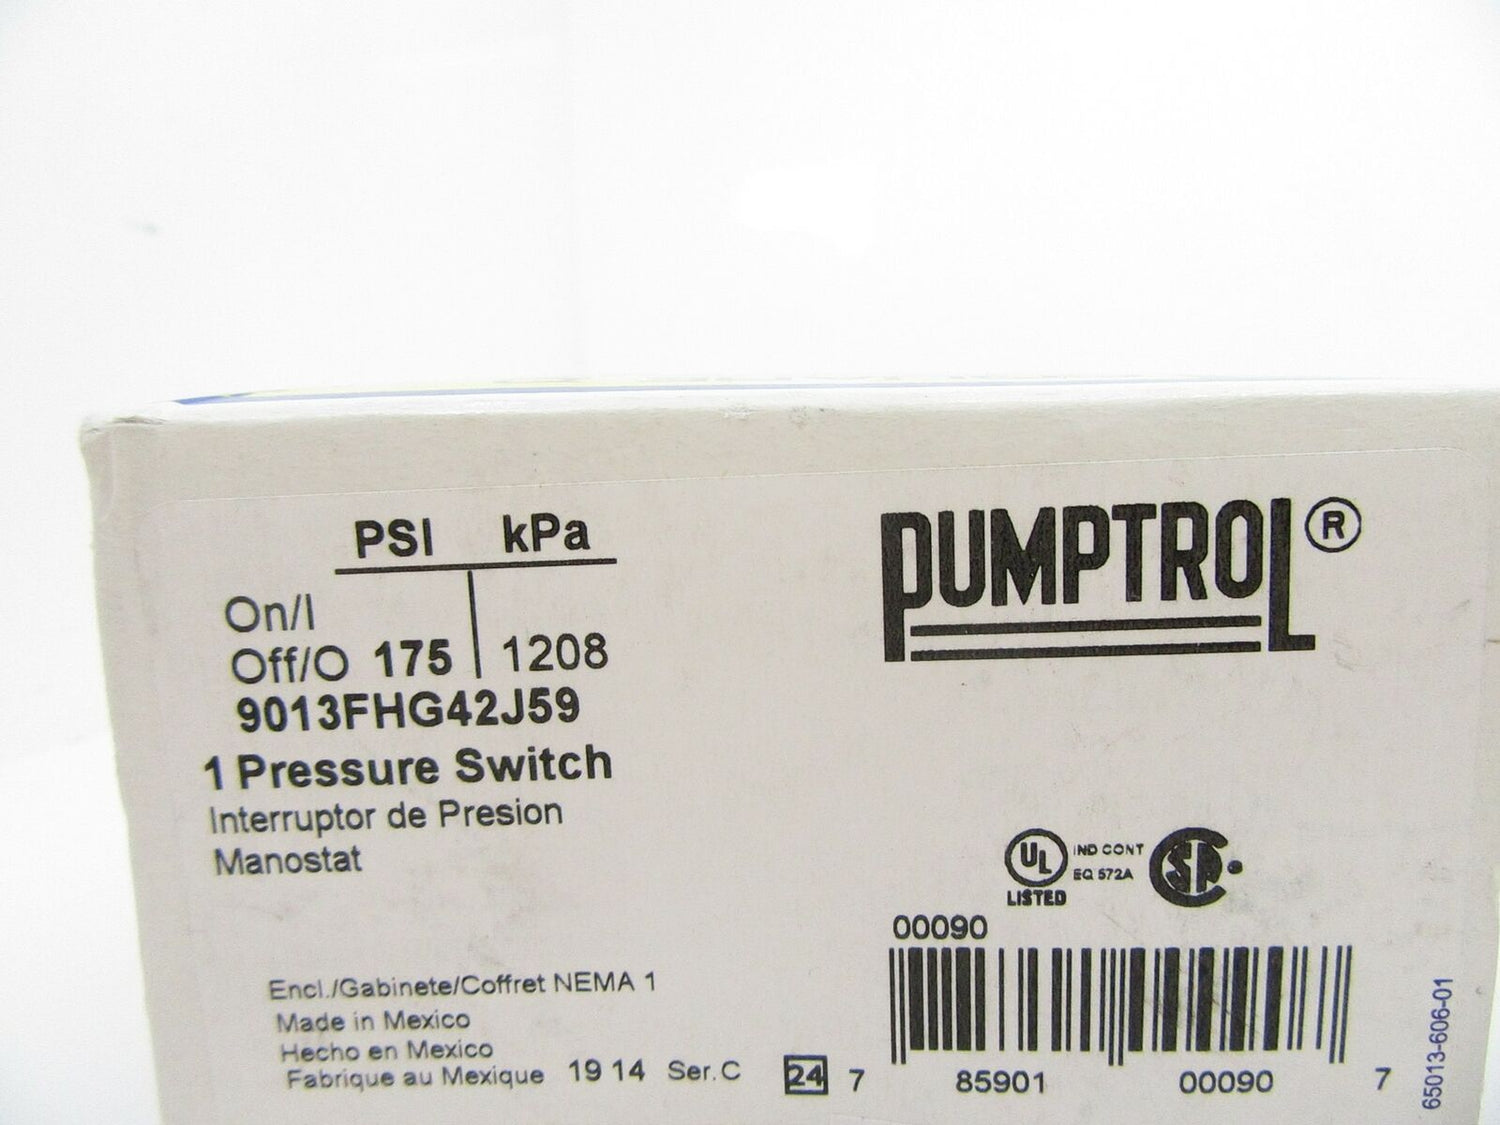 PSI kPa
On/I
Off/O 175 1208
9013FHG42J59
1 Pressure Switch
Interruptor de Presion
Manostat
PUMPTROL®
UL IND CONT
EQ 572A
LISTED
SA
00090
Encl./Gabinete/Coffret NEMA 1
Made in Mexico
Hecho en Mexico
Fabrique au Mexique 19 14 Ser. C
24 7 85901 00090 7
65013-606-01